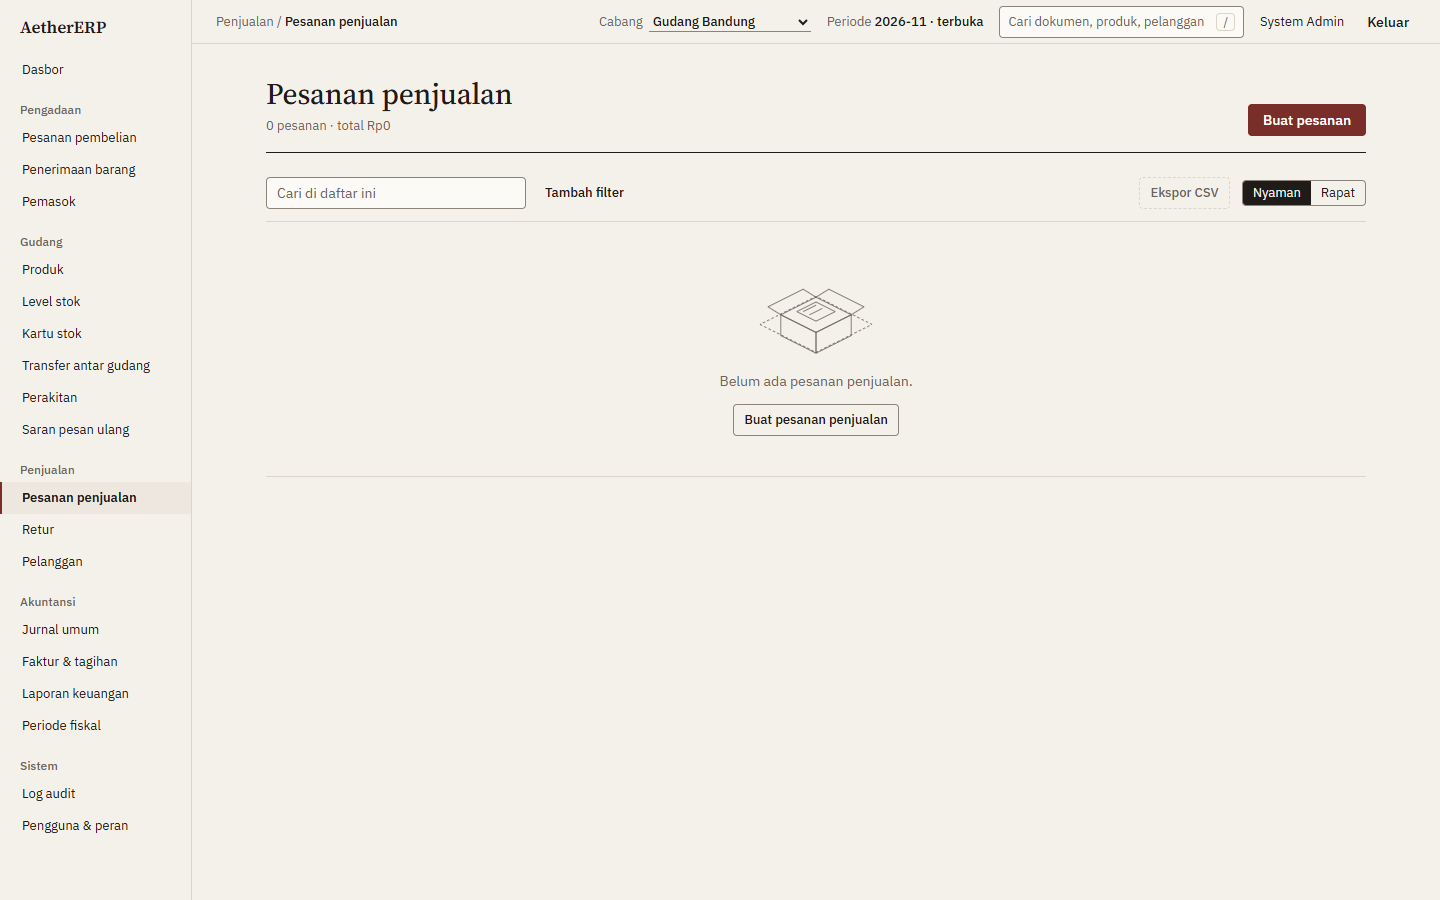 AetherERP
Dasbor
Pengadaan
Pesanan pembelian
Penerimaan barang
Pemasok
Gudang
Produk
Level stok
Kartu stok
Transfer antar gudang
Perakitan
Saran pesan ulang
Penjualan
Pesanan penjualan
Retur
Pelanggan
Akuntansi
Jurnal umum
Faktur & tagihan
Laporan keuangan
Periode fiskal
Sistem
Log audit
Pengguna & peran
Penjualan / Pesanan penjualan
Cabang Gudang Bandung
Periode 2026-11 · terbuka
Cari dokumen, produk, pelanggan /
System Admin
Keluar
Pesanan penjualan
0 pesanan · total Rp0
Buat pesanan
Cari di daftar ini
Tambah filter
Ekspor CSV
Nyaman
Rapat
Belum ada pesanan penjualan.
Buat pesanan penjualan